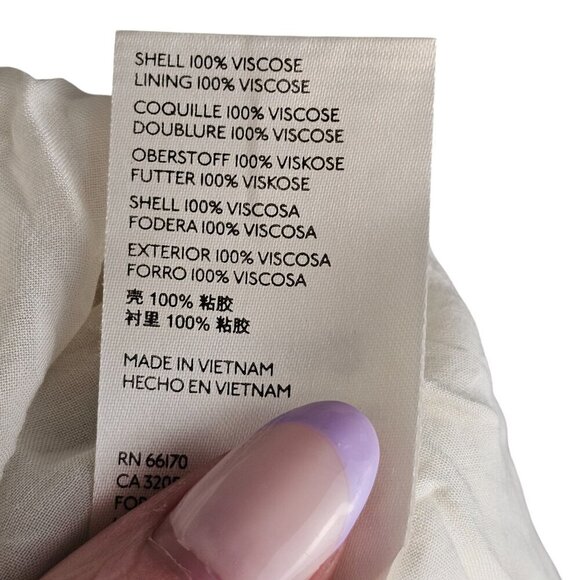 SHELL 100% VISCOSE
LINING 100% VISCOSE
COQUILLE 100% VISCOSE
DOUBLURE 100% VISCOSE
OBERSTOFF 100% VISKOSE
FUTTER 100% VISKOSE
SHELL 100% VISCOSA
FODERA 100% VISCOSA
EXTERIOR 100% VISCOSA
FORRO 100% VISCOSA
壳 100% 粘胶
衬里 100% 粘胶
MADE IN VIETNAM
HECHO EN VIETNAM
RN 66170
CA